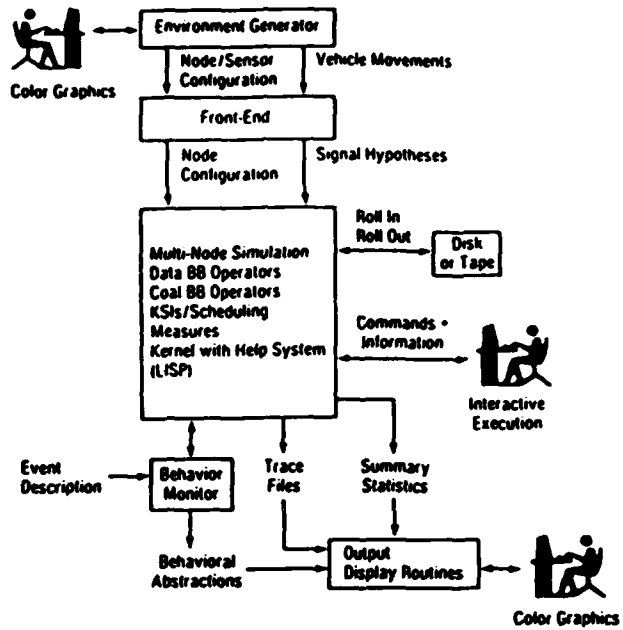 Environment Generator
Color Graphics
Node/Sensor
Configuration
Vehicle Movements
Front-End
Node
Configuration
Signal Hypotheses
Roll In
Roll Out
Disk
or Tape
Multi-Node Simulation
Data BB Operators
Coal BB Operators
KSIs/Scheduling
Measures
Kernel with Help System
(LISP)
Commands +
Information
Interactive
Execution
Event
Description
Behavior
Monitor
Trace
Files
Summary
Statistics
Behavioral
Abstractions
Output
Display Routines
Color Graphics